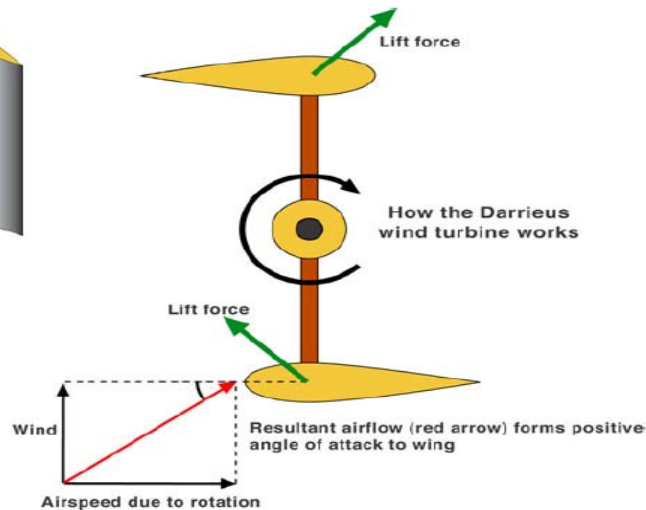 Lift force
How the Darrieus
wind turbine works
Lift force
Wind
Resultant airflow (red arrow) forms positive
angle of attack to wing
Airspeed due to rotation